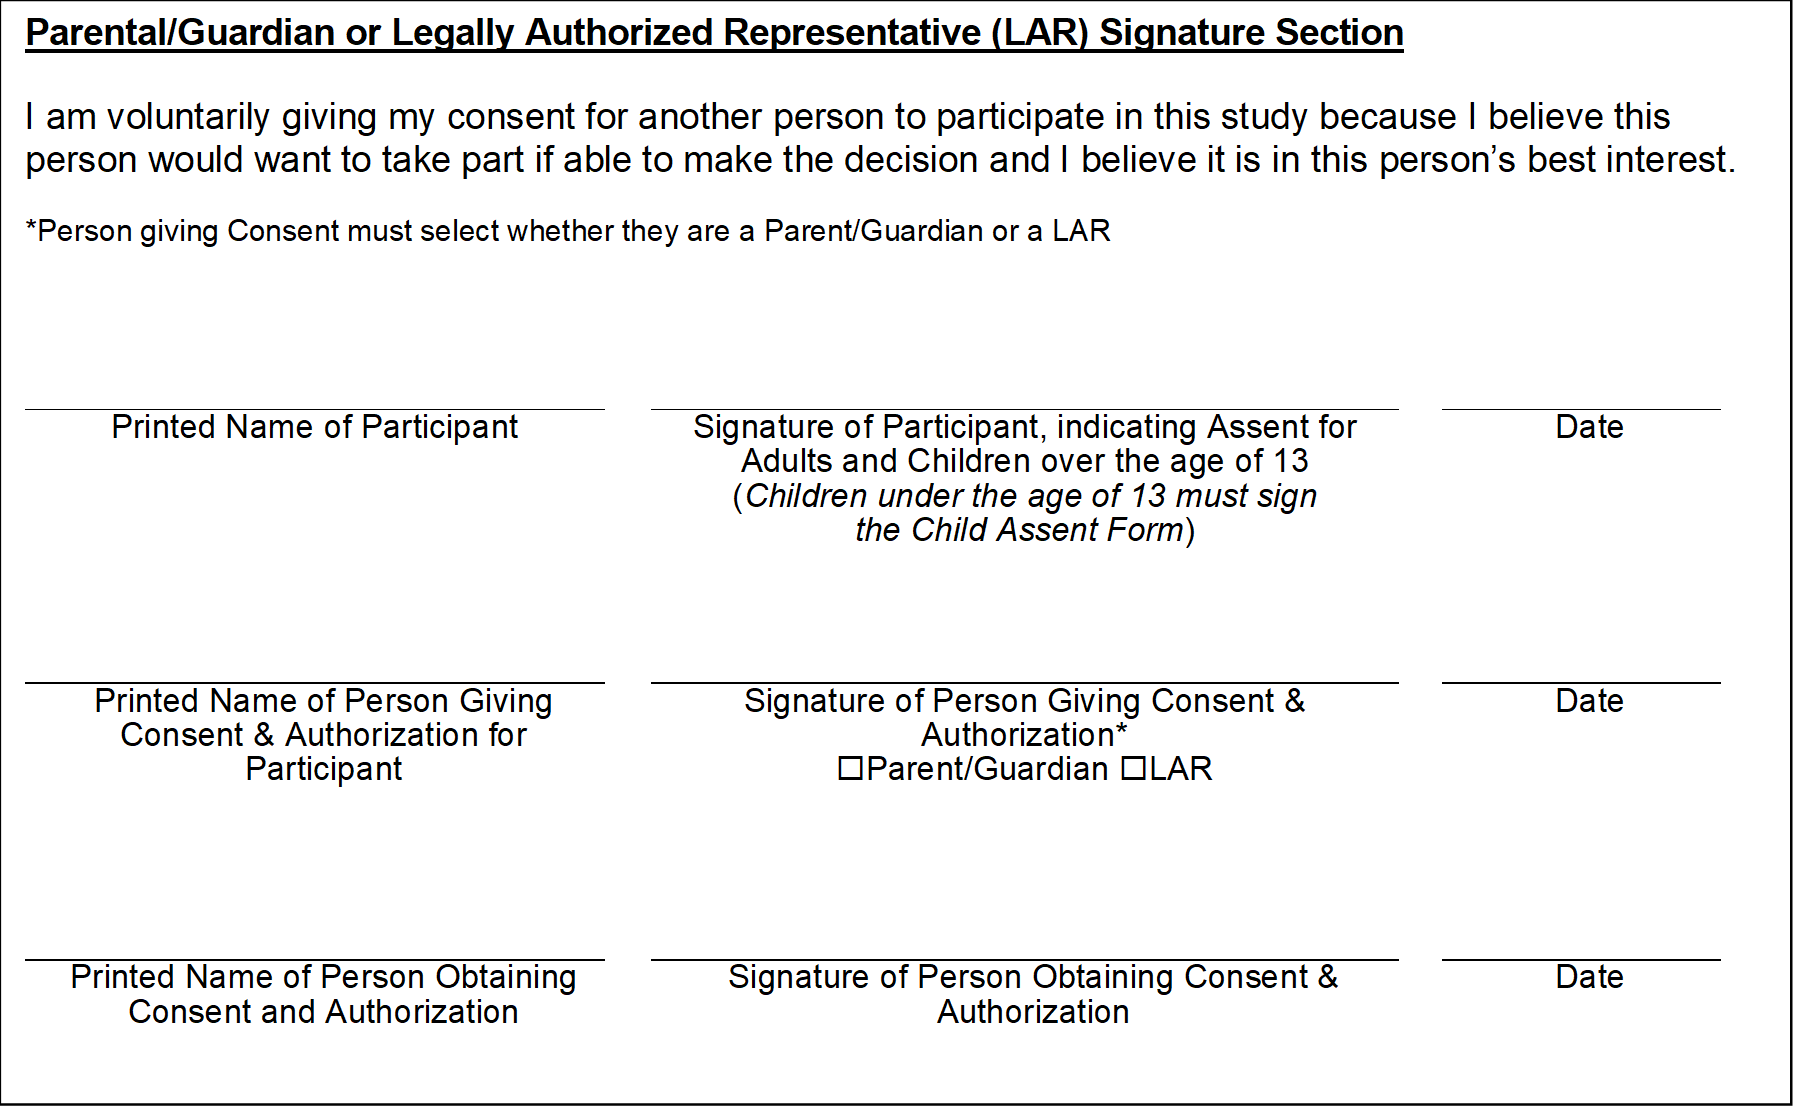 Parental/Guardian or Legally Authorized Representative (LAR) Signature Section
I am voluntarily giving my consent for another person to participate in this study because I believe this
person would want to take part if able to make the decision and I believe it is in this person’s best interest.
*Person giving Consent must select whether they are a Parent/Guardian or a LAR
Printed Name of Participant
Signature of Participant, indicating Assent for
Adults and Children over the age of 13
(Children under the age of 13 must sign
the Child Assent Form)
Date
Printed Name of Person Giving
Consent & Authorization for
Participant
Signature of Person Giving Consent &
Authorization*
☐Parent/Guardian ☐LAR
Date
Printed Name of Person Obtaining
Consent and Authorization
Signature of Person Obtaining Consent &
Authorization
Date